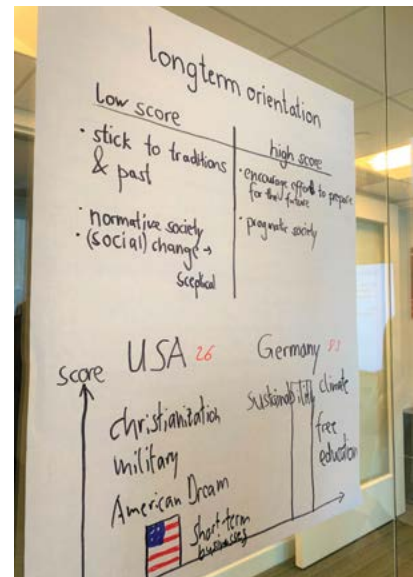 longterm orientation
low score
• stick to traditions
& past
• normative society
• (social) change →
sceptical
high score
• encourage efforts to prepare
for the future
• pragmatic society
score
USA 26
christianization
military
American Dream
short term
businesses
Germany
sustainability
climate
free
education